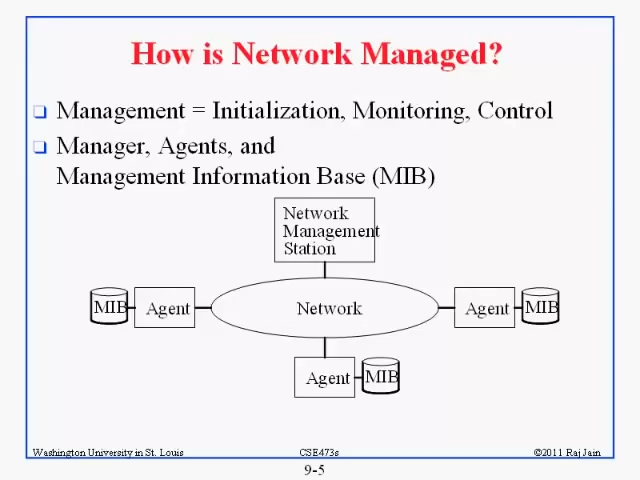 How is Network Managed?
Management = Initialization, Monitoring, Control
Manager, Agents, and
Management Information Base (MIB)
Network
Management
Station
MIB
Agent
Network
Agent
MIB
Agent
MIB
Washington University in St. Louis
CSE473s
©2011 Raj Jain
9-5